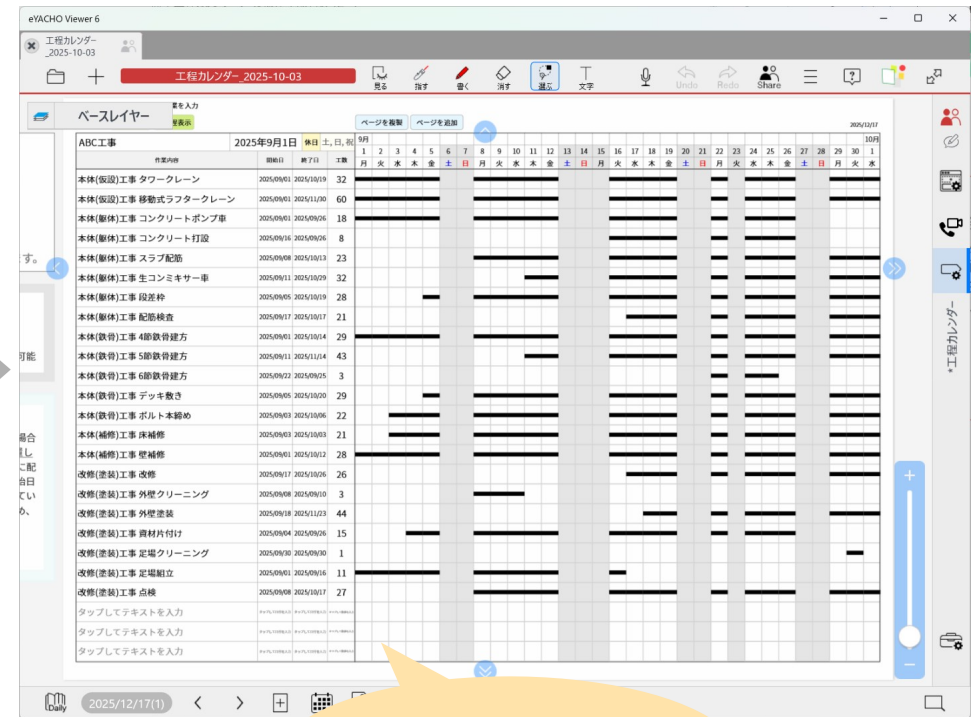 eYACHO Viewer 6
工程カレンダー
_2025-10-03
工程カレンダー_2025-10-03
見る 指す 書く 消す 選ぶ 文字 Undo Redo Share
ベースレイヤー
業を入力
ページを複製 ページを追加
2025/12/17
ABC工事 2025年9月1日 休日 土,日,祝 9月 10月
1 2 3 4 5 6 7 8 9 10 11 12 13 14 15 16 17 18 19 20 21 22 23 24 25 26 27 28 29 30 1
作業内容 開始日 終了日 工数 月 火 水 木 金 土 日 月 火 水 木 金 土 日 月 火 水 木 金 土 日 月 火 水 木 金 土 日 月 火 水
本体(仮設)工事 タワークレーン 2025/09/01 2025/10/19 32
本体(仮設)工事 移動式ラフタークレーン 2025/09/01 2025/11/30 60
本体(躯体)工事 コンクリートポンプ車 2025/09/01 2025/09/26 18
本体(躯体)工事 コンクリート打設 2025/09/16 2025/09/26 8
本体(躯体)工事 スラブ配筋 2025/09/08 2025/10/13 23
本体(躯体)工事 生コンミキサー車 2025/09/11 2025/10/29 32
本体(躯体)工事 段差枠 2025/09/05 2025/10/19 28
本体(躯体)工事 配筋検査 2025/09/17 2025/10/17 21
本体(鉄骨)工事 4節鉄骨建方 2025/09/01 2025/10/14 29
本体(鉄骨)工事 5節鉄骨建方 2025/09/11 2025/11/14 43
本体(鉄骨)工事 6節鉄骨建方 2025/09/22 2025/09/25 3
本体(鉄骨)工事 デッキ敷き 2025/09/05 2025/10/20 29
本体(鉄骨)工事 ボルト本締め 2025/09/03 2025/10/06 22
本体(補修)工事 床補修 2025/09/03 2025/10/03 21
本体(補修)工事 壁補修 2025/09/01 2025/10/12 28
改修(塗装)工事 改修 2025/09/17 2025/10/26 26
改修(塗装)工事 外壁クリーニング 2025/09/08 2025/09/10 3
改修(塗装)工事 外壁塗装 2025/09/18 2025/11/23 44
改修(塗装)工事 資材片付け 2025/09/04 2025/09/26 15
改修(塗装)工事 足場クリーニング 2025/09/30 2025/09/30 1
改修(塗装)工事 足場組立 2025/09/01 2025/09/16 11
改修(塗装)工事 点検 2025/09/08 2025/10/17 27
タップしてテキストを入力
タップしてテキストを入力
タップしてテキストを入力
す。
可能
場合
に配
始日
てい
*工程カレンダー
Daily 2025/12/17(1)